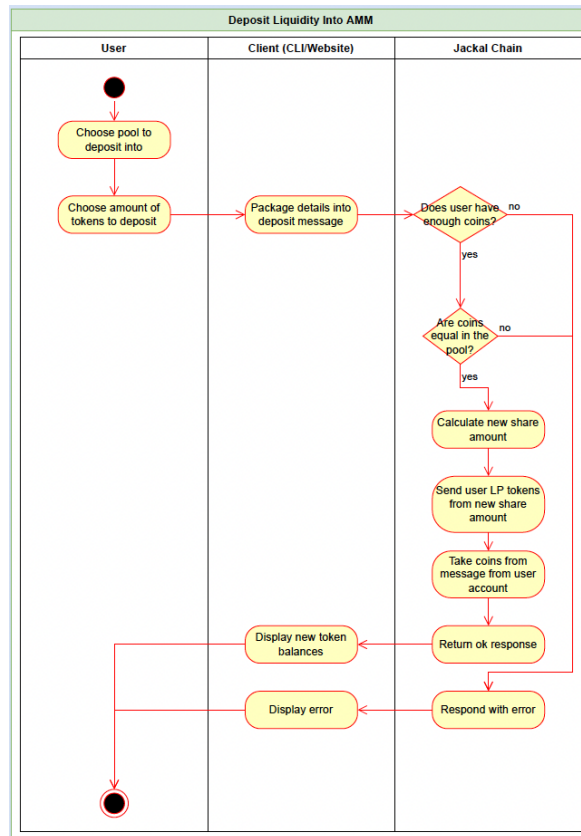 Deposit Liquidity Into AMM
User
Client (CLI/Website)
Jackal Chain
Choose pool to
deposit into
Choose amount of
tokens to deposit
Package details into
deposit message
Does user have
enough coins?
no
yes
Are coins
equal in the
pool?
no
yes
Calculate new share
amount
Send user LP tokens
from new share
amount
Take coins from
message from user
account
Display new token
balances
Return ok response
Display error
Respond with error